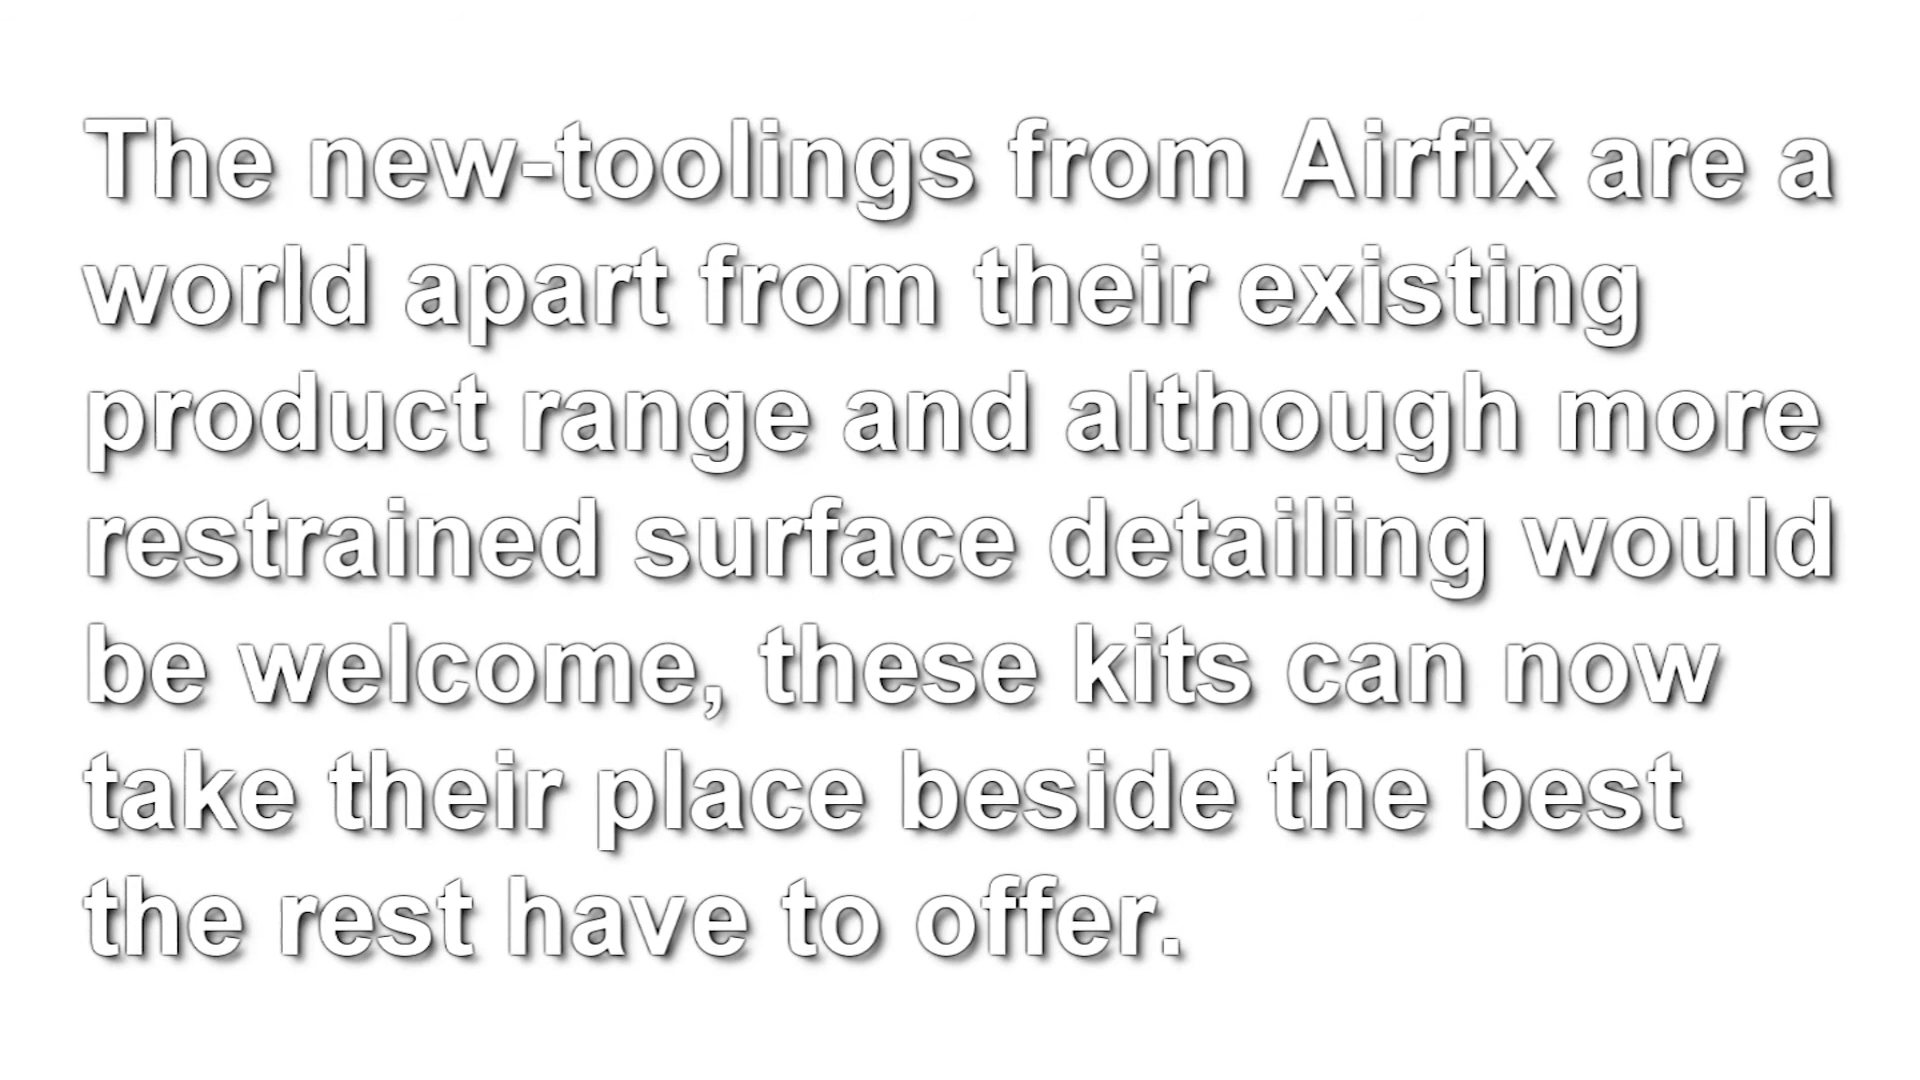 The new-toolings from Airfix are a
world apart from their existing
product range and although more
restrained surface detailing would
be welcome, these kits can now
take their place beside the best
the rest have to offer.